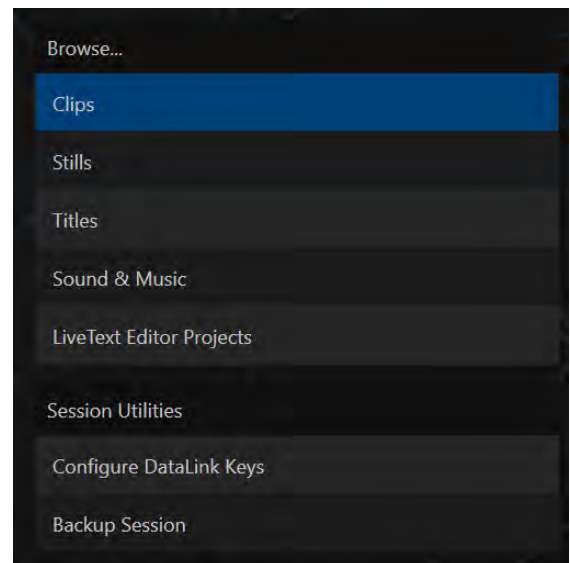 Browse...
Clips
Stills
Titles
Sound & Music
LiveText Editor Projects
Session Utilities
Configure DataLink Keys
Backup Session